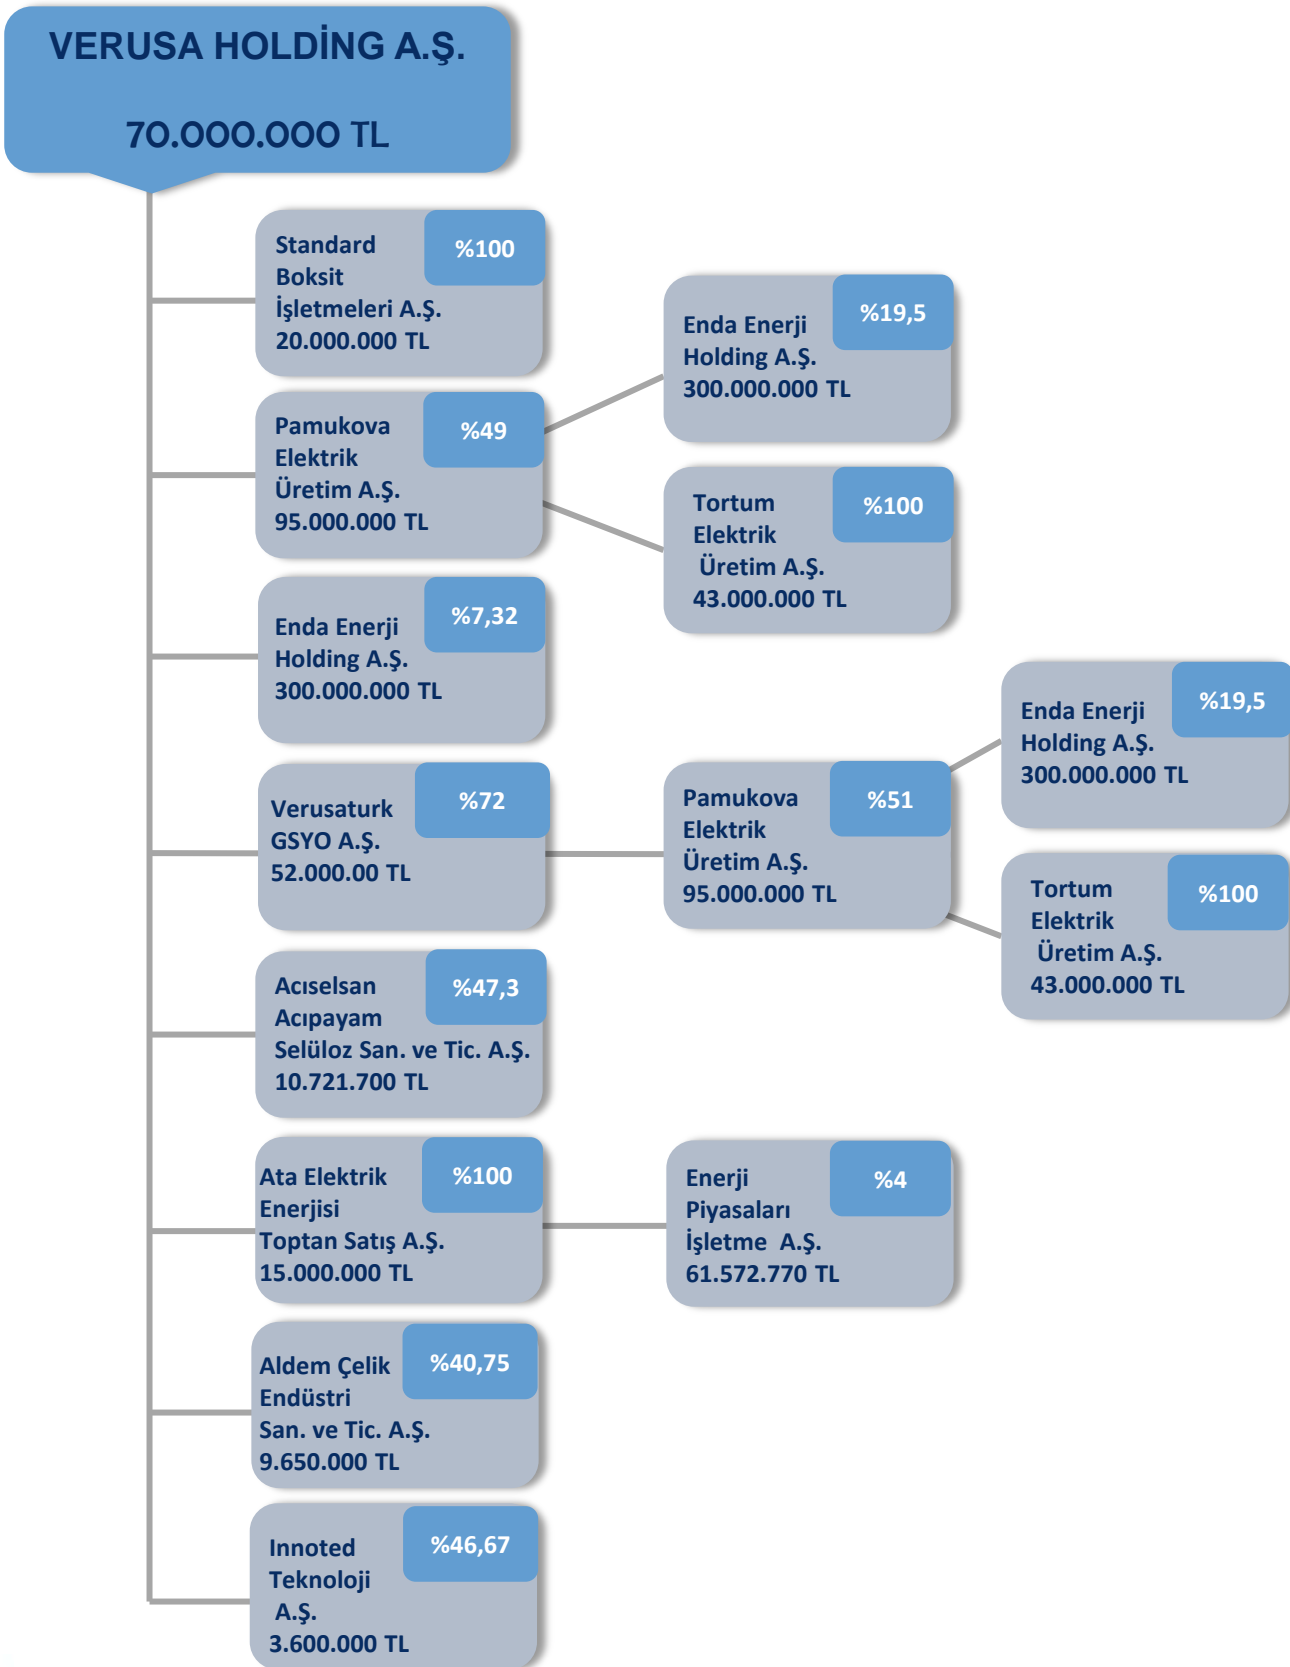 VERUSA HOLDİNG A.Ş.
70.000.000 TL
Standard
Boksit
İşletmeleri A.Ş.
20.000.000 TL
%100
Pamukova
Elektrik
Üretim A.Ş.
95.000.000 TL
%49
Enda Enerji
Holding A.Ş.
300.000.000 TL
%19,5
Tortum
Elektrik
Üretim A.Ş.
43.000.000 TL
%100
Enda Enerji
Holding A.Ş.
300.000.000 TL
%7,32
Verusaturk
GSYO A.Ş.
52.000.00 TL
%72
Pamukova
Elektrik
Üretim A.Ş.
95.000.000 TL
%51
Enda Enerji
Holding A.Ş.
300.000.000 TL
%19,5
Tortum
Elektrik
Üretim A.Ş.
43.000.000 TL
%100
Acıselsan
Acıpayam
Selüloz San. ve Tic. A.Ş.
10.721.700 TL
%47,3
Ata Elektrik
Enerjisi
Toptan Satış A.Ş.
15.000.000 TL
%100
Enerji
Piyasaları
İşletme A.Ş.
61.572.770 TL
%4
Aldem Çelik
Endüstri
San. ve Tic. A.Ş.
9.650.000 TL
%40,75
Innoted
Teknoloji
A.Ş.
3.600.000 TL
%46,67